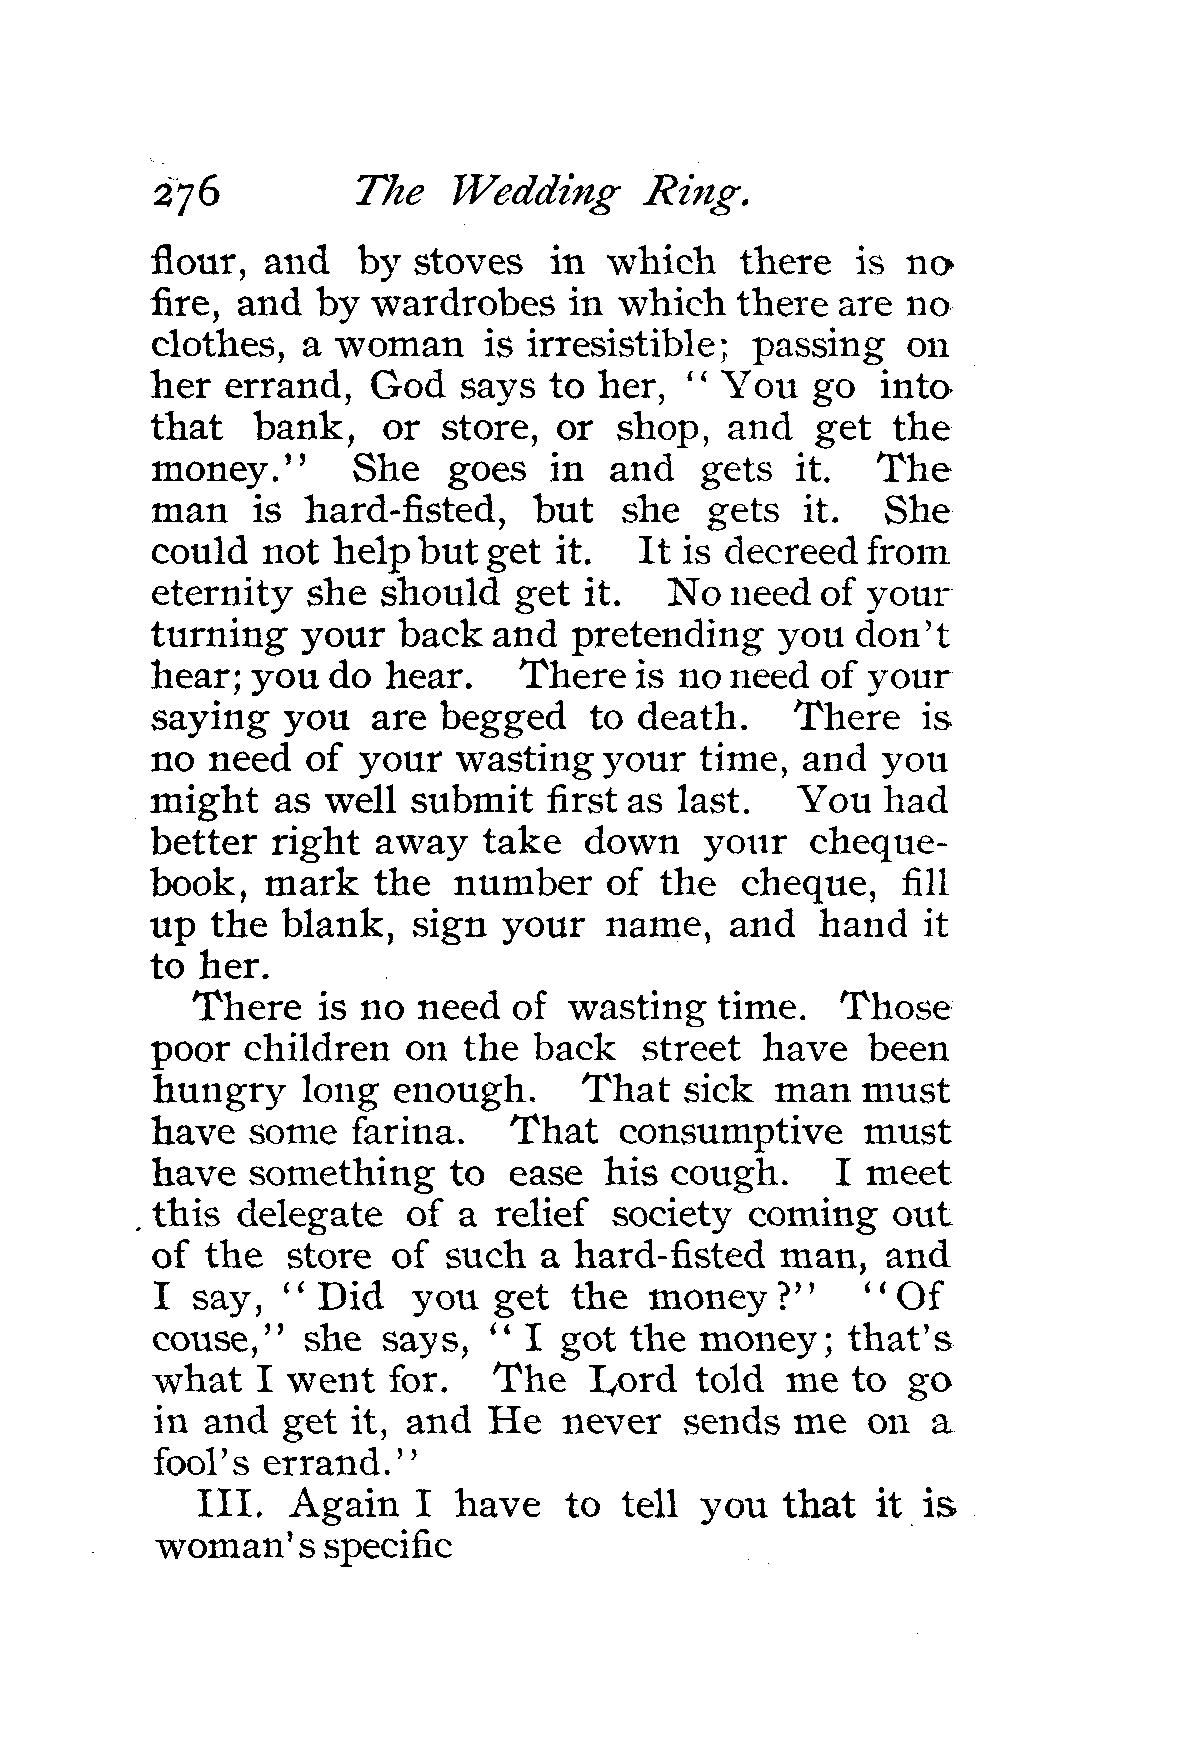 276 The Wedding Ring.
flour, and by stoves in which there is no
fire, and by wardrobes in which there are no
clothes, a woman is irresistible; passing on
her errand, God says to her, "You go into
that bank, or store, or shop, and get the
money." She goes in and gets it. The
man is hard-fisted, but she gets it. She
could not help but get it. It is decreed from
eternity she should get it. No need of your
turning your back and pretending you don't
hear; you do hear. There is no need of your
saying you are begged to death. There is
no need of your wasting your time, and you
might as well submit first as last. You had
better right away take down your cheque-
book, mark the number of the cheque, fill
up the blank, sign your name, and hand it
to her.
There is no need of wasting time. Those
poor children on the back street have been
hungry long enough. That sick man must
have some farina. That consumptive must
have something to ease his cough. I meet
this delegate of a relief society coming out
of the store of such a hard-fisted man, and
I say, "Did you get the money?" "Of
couse," she says, "I got the money; that's
what I went for. The Lord told me to go
in and get it, and He never sends me on a
fool's errand."
III. Again I have to tell you that it is
woman's specific